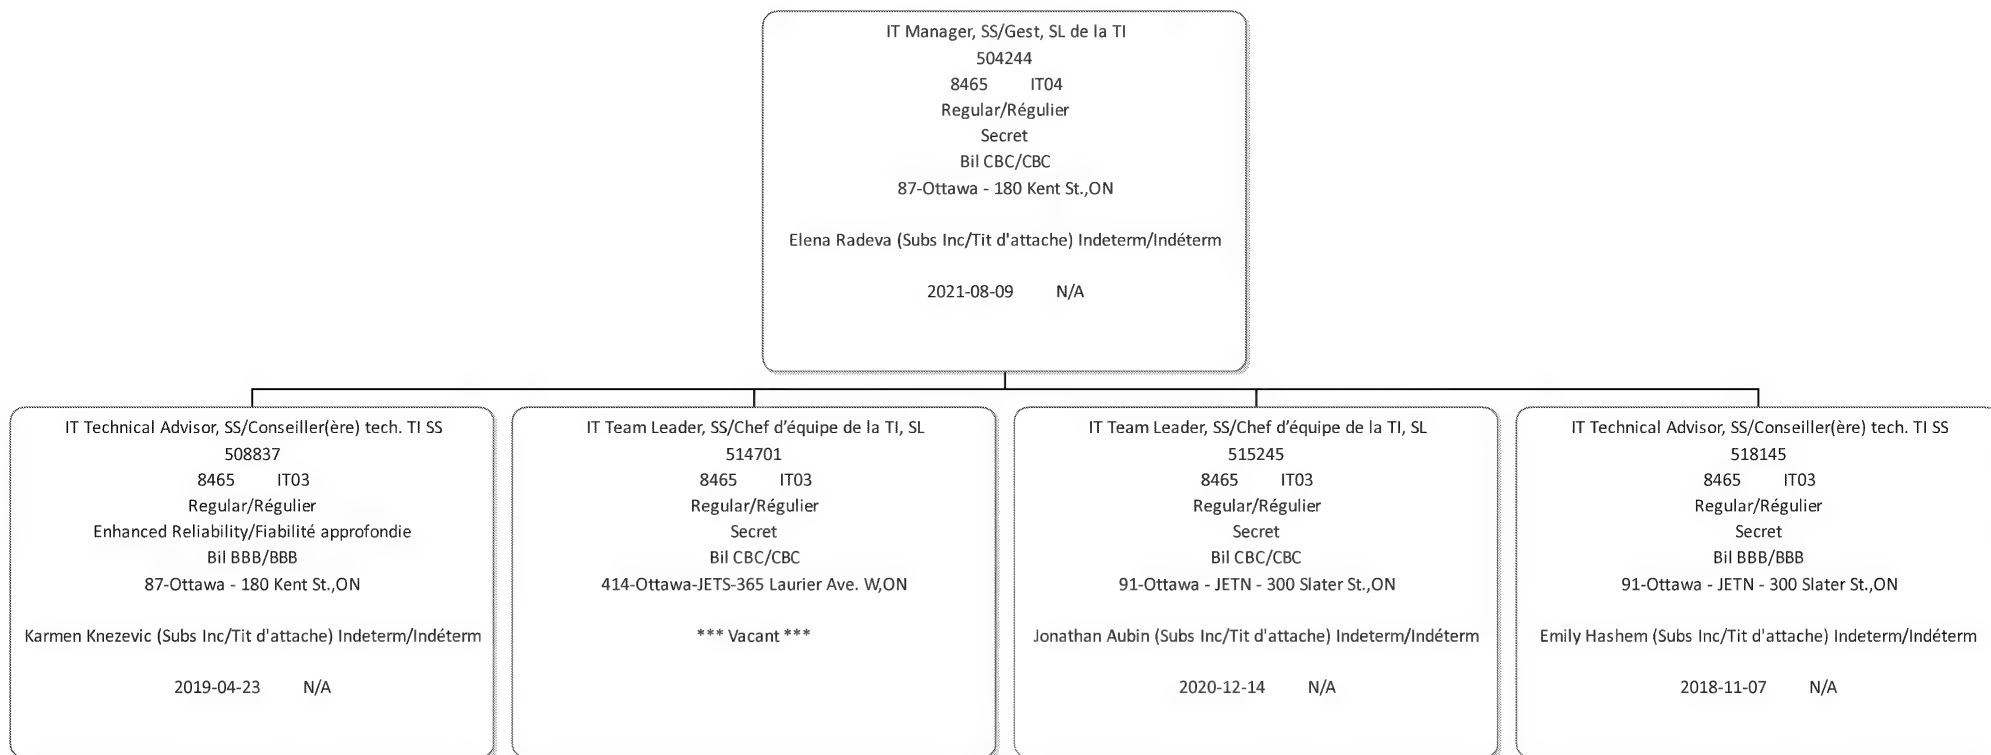 IT Manager, SS/Gest, SL de la TI
504244
8465 IT04
Regular/Régulier
Secret
Bil CBC/CBC
87-Ottawa - 180 Kent St.,ON
Elena Radeva (Subs Inc/Tit d'attache) Indeterm/Indéterm
2021-08-09 N/A
IT Technical Advisor, SS/Conseiller(ère) tech. TI SS
508837
8465 IT03
Regular/Régulier
Enhanced Reliability/Fiabilité approfondie
Bil BBB/BBB
87-Ottawa - 180 Kent St.,ON
Karmen Knezevic (Subs Inc/Tit d'attache) Indeterm/Indéterm
2019-04-23 N/A
IT Team Leader, SS/Chef d’équipe de la TI, SL
514701
8465 IT03
Regular/Régulier
Secret
Bil CBC/CBC
414-Ottawa-JETS-365 Laurier Ave. W,ON
*** Vacant ***
IT Team Leader, SS/Chef d’équipe de la TI, SL
515245
8465 IT03
Regular/Régulier
Secret
Bil CBC/CBC
91-Ottawa - JETN - 300 Slater St.,ON
Jonathan Aubin (Subs Inc/Tit d'attache) Indeterm/Indéterm
2020-12-14 N/A
IT Technical Advisor, SS/Conseiller(ère) tech. TI SS
518145
8465 IT03
Regular/Régulier
Secret
Bil BBB/BBB
91-Ottawa - JETN - 300 Slater St.,ON
Emily Hashem (Subs Inc/Tit d'attache) Indeterm/Indéterm
2018-11-07 N/A